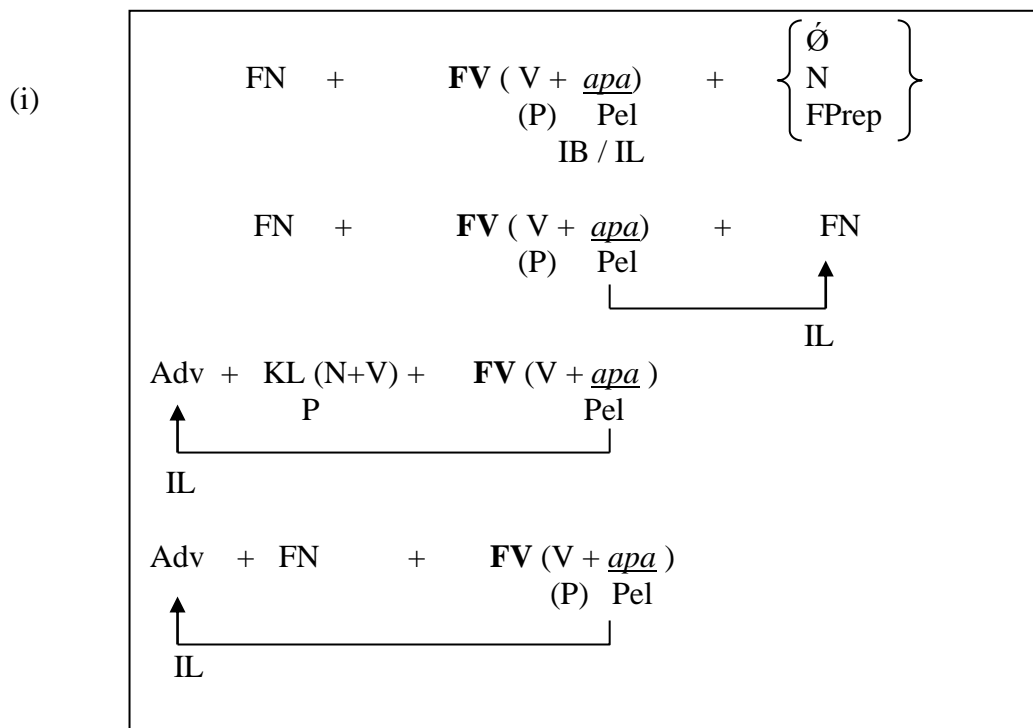 (i)
FN + FV ( V + apa) + { Ǿ
N
FPrep }
(P) Pel
IB / IL
FN + FV ( V + apa) + FN
(P) Pel
IL
Adv + KL (N+V) + FV (V + apa )
P Pel
IL
Adv + FN + FV (V + apa )
(P) Pel
IL